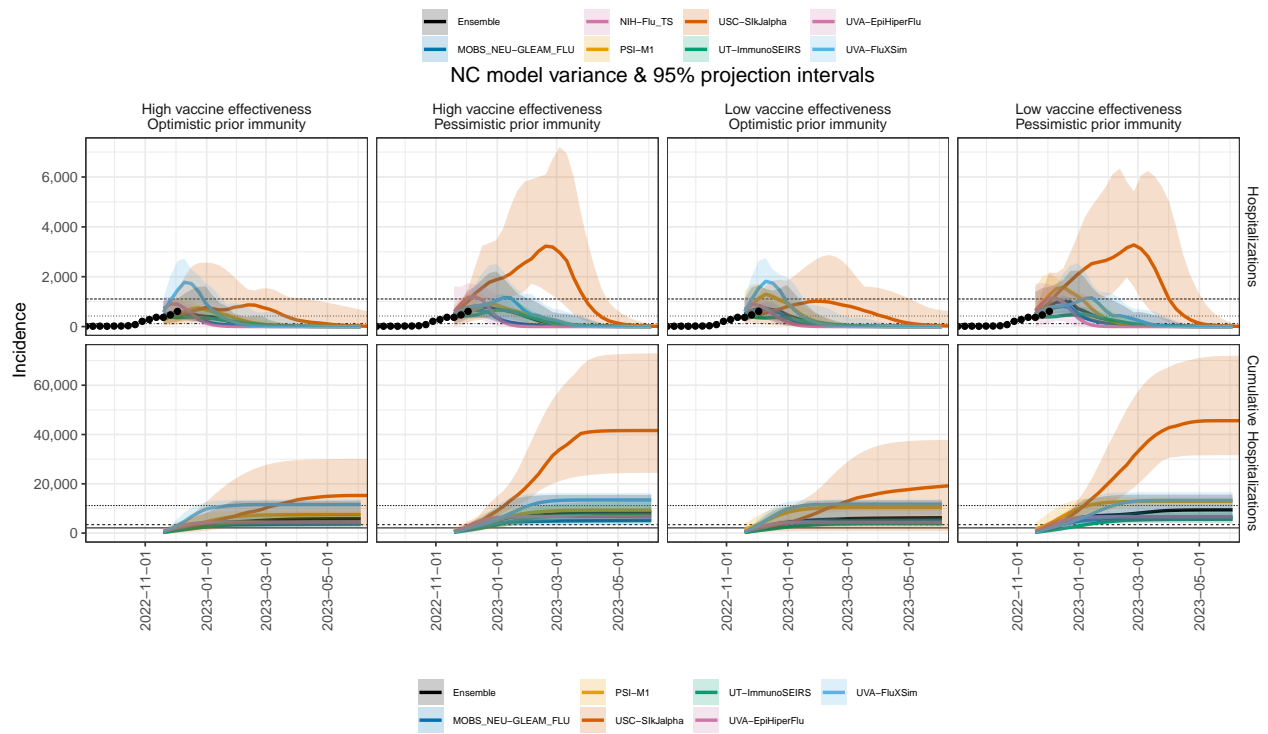 Ensemble NIH-Flu_TS USC-SIkJalpha UVA-EpiHiperFlu
MOBS_NEU-GLEAM_FLU PSI-M1 UT-ImmunoSEIRS UVA-FluXSim
NC model variance & 95% projection intervals
High vaccine effectiveness
Optimistic prior immunity
High vaccine effectiveness
Pessimistic prior immunity
Low vaccine effectiveness
Optimistic prior immunity
Low vaccine effectiveness
Pessimistic prior immunity
6,000
4,000
2,000
0
Hospitalizations
Incidence
60,000
40,000
20,000
0
Cumulative Hospitalizations
2022-11-01
2023-01-01
2023-03-01
2023-05-01
2022-11-01
2023-01-01
2023-03-01
2023-05-01
2022-11-01
2023-01-01
2023-03-01
2023-05-01
2022-11-01
2023-01-01
2023-03-01
2023-05-01
Ensemble PSI-M1 UT-ImmunoSEIRS UVA-FluXSim
MOBS_NEU-GLEAM_FLU USC-SIkJalpha UVA-EpiHiperFlu